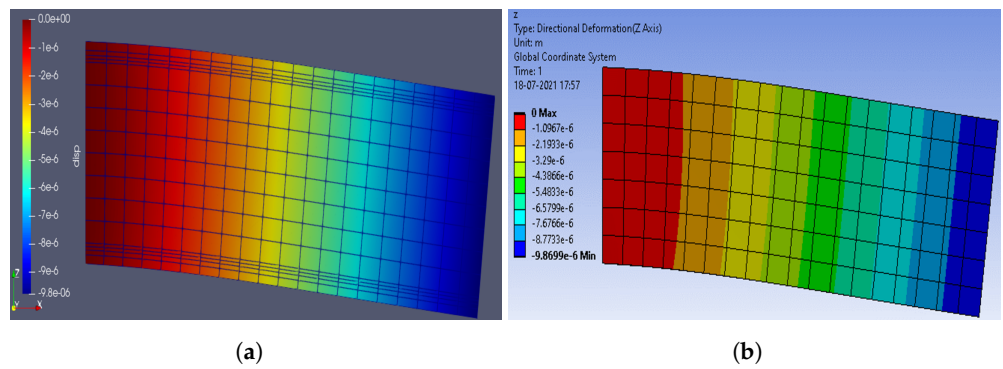 0.0e+00
-1e-6
-2e-6
-3e-6
-4e-6
-5e-6
-6e-6
-7e-6
-9e-6
-9.8e-06
disp
Z
Y
X
(a)
z
Type: Directional Deformation(Z Axis)
Unit: m
Global Coordinate System
Time: 1
18-07-2021 17:57
0 Max
-1.0967e-6
-2.1933e-6
-3.29e-6
-4.3866e-6
-5.4833e-6
-6.5799e-6
-7.6766e-6
-8.7733e-6
-9.8699e-6 Min
(b)